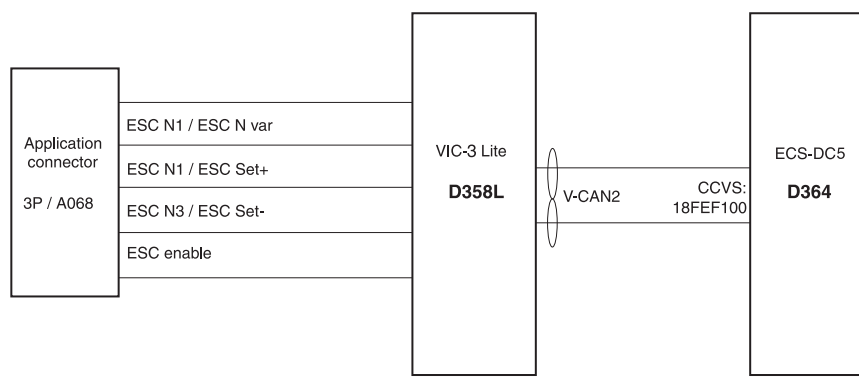 Application
connector
3P / A068
ESC N1 / ESC N var
ESC N1 / ESC Set+
ESC N3 / ESC Set-
ESC enable
VIC-3 Lite
D358L
V-CAN2
CCVS:
18FEF100
ECS-DC5
D364